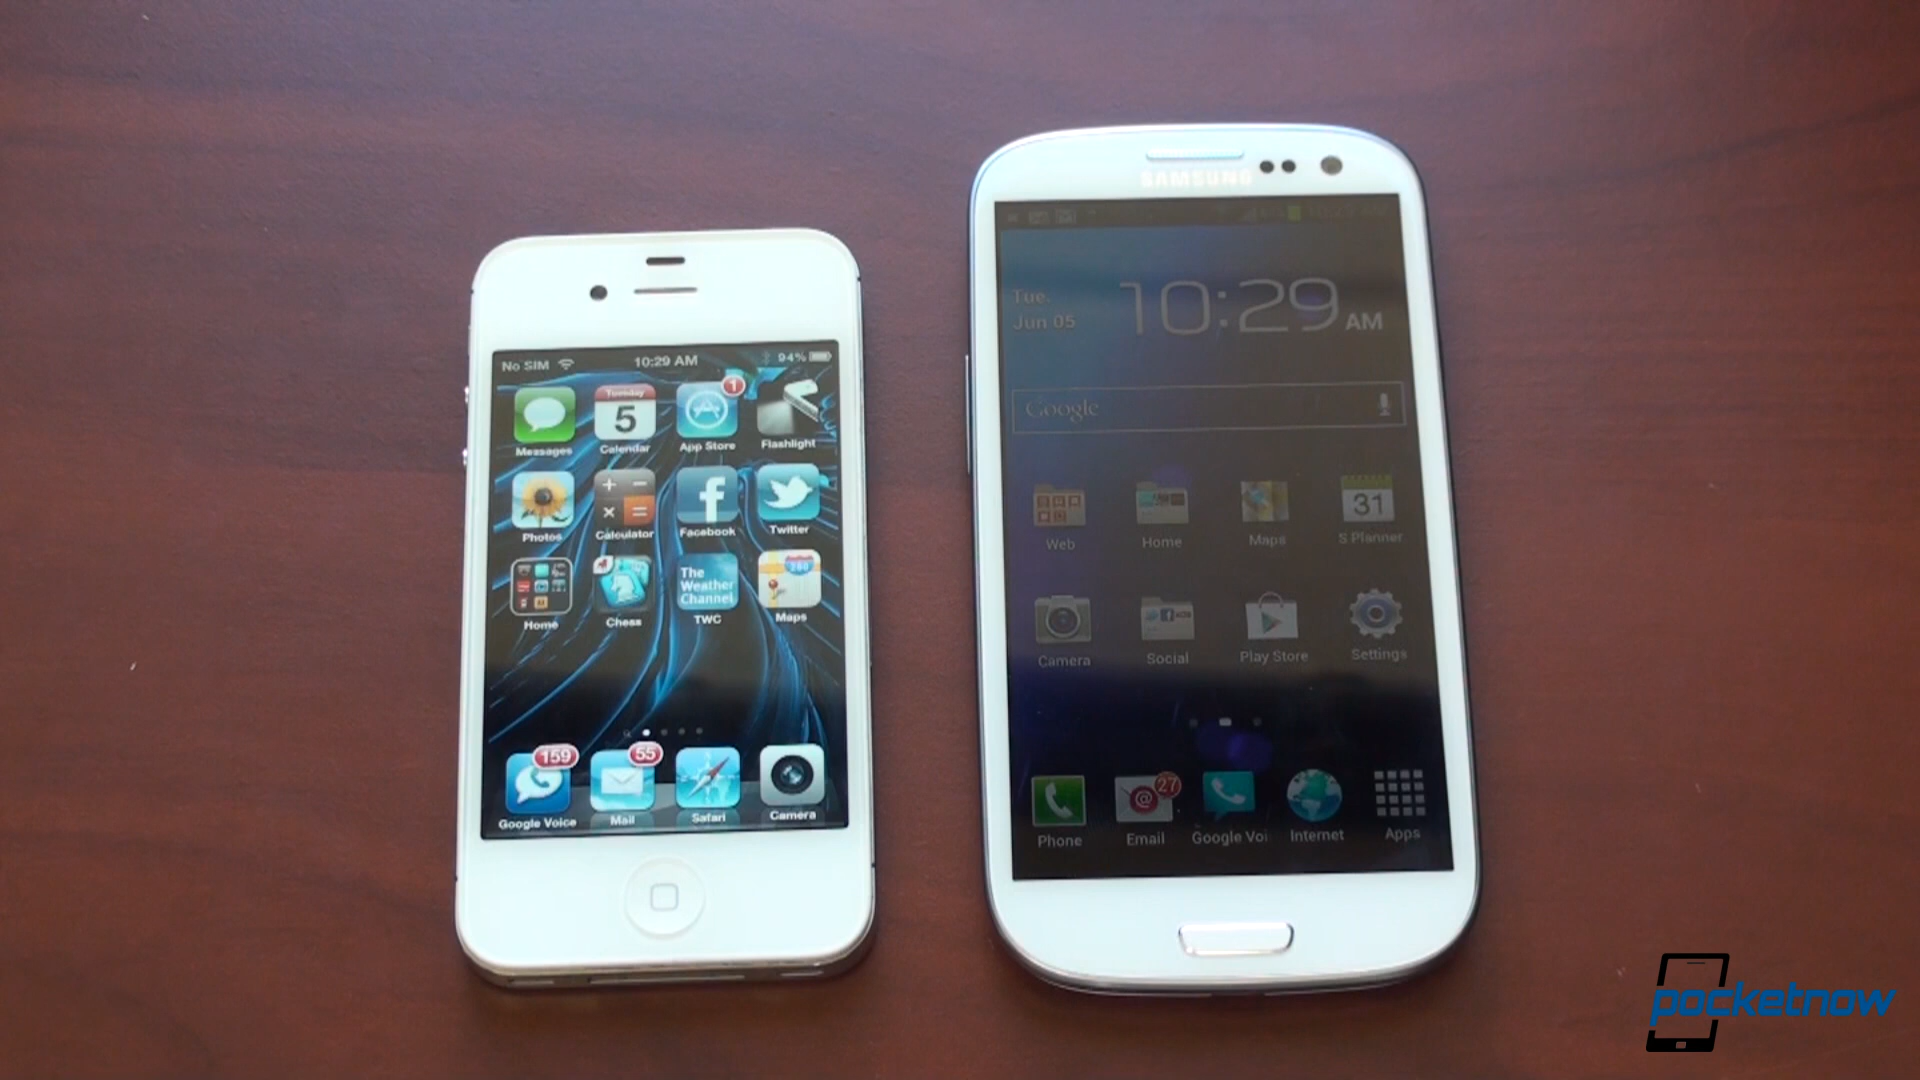 No SIM 10:29 AM 94%
Tuesday
5
1
Messages Calendar App Store Flashlight
Photos Calculator Facebook Twitter
The
Weather
Channel
280
Home Chess TWC Maps
159 55
Google Voice Mail Safari Camera
SAMSUNG
Tue.
Jun 05
10:29 AM
Google
31
Web Home Maps S Planner
Camera Social Play Store Settings
27
Phone Email Google Voi Internet Apps
pocketnow